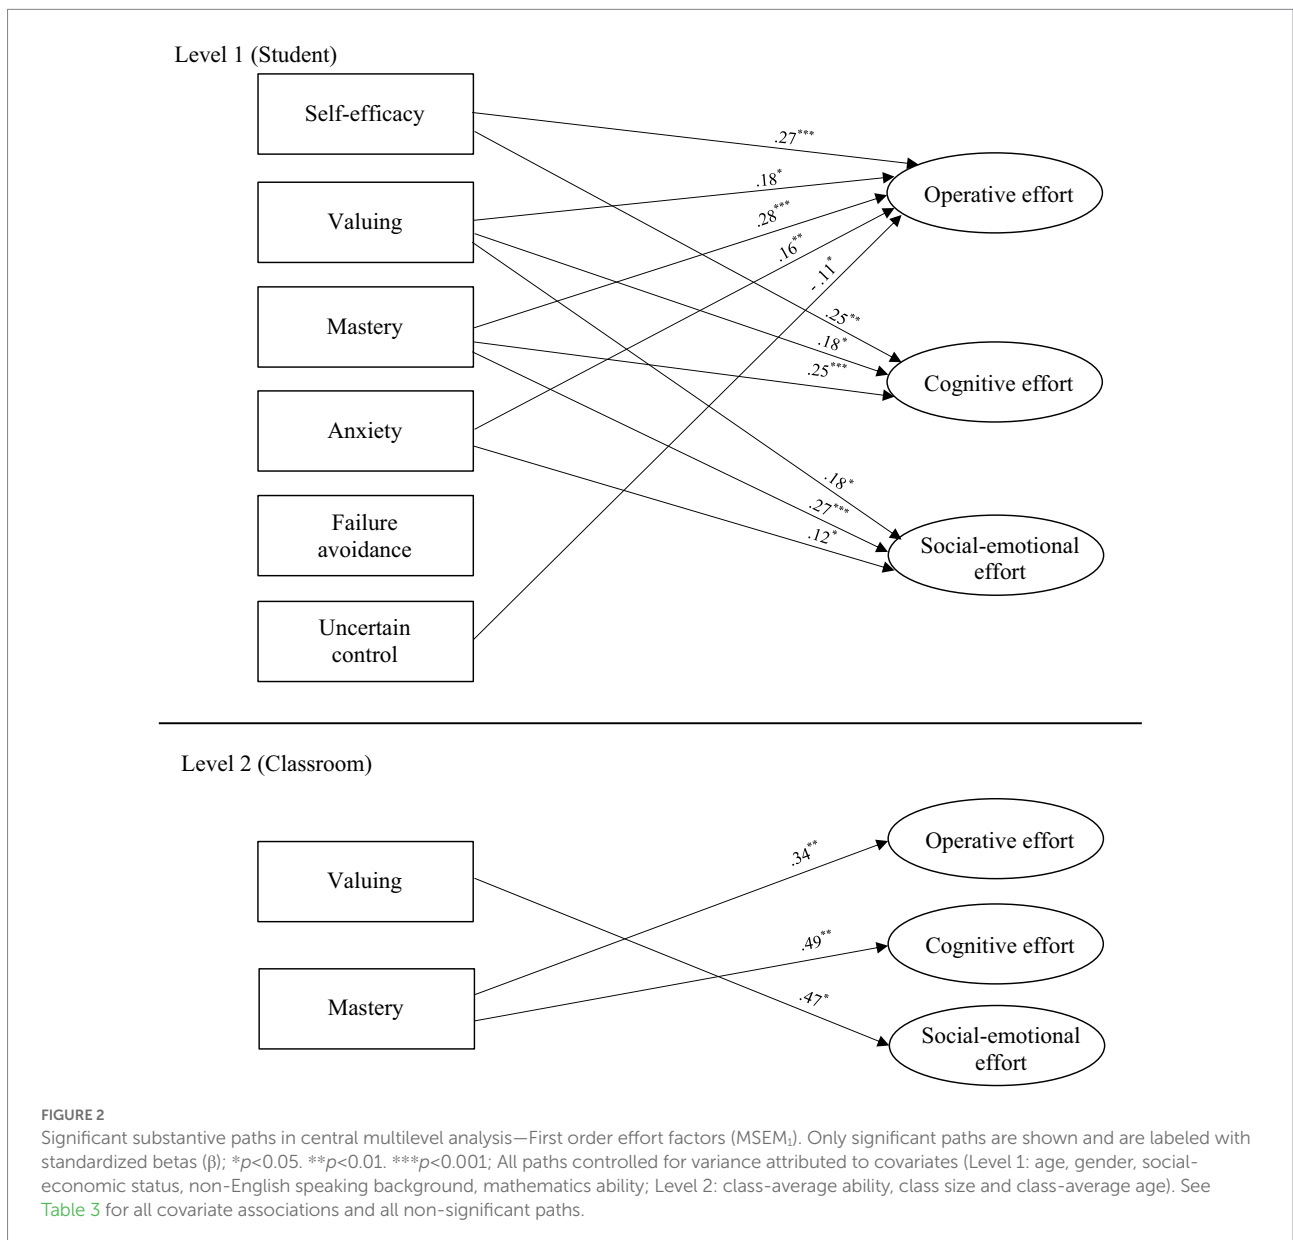 Level 1 (Student)
Self-efficacy
Valuing
Mastery
Anxiety
Failure
avoidance
Uncertain
control
.27***
.18*
.28***
.16**
- .11*
.25**
.18*
.25***
.18*
.27***
.12*
Operative effort
Cognitive effort
Social-emotional
effort
Level 2 (Classroom)
Valuing
Mastery
.34**
.49**
.47*
Operative effort
Cognitive effort
Social-emotional
effort
FIGURE 2
Significant substantive paths in central multilevel analysis—First order effort factors (MSEM₁). Only significant paths are shown and are labeled with
standardized betas (β); *p<0.05. **p<0.01. ***p<0.001; All paths controlled for variance attributed to covariates (Level 1: age, gender, social-
economic status, non-English speaking background, mathematics ability; Level 2: class-average ability, class size and class-average age). See
Table 3 for all covariate associations and all non-significant paths.